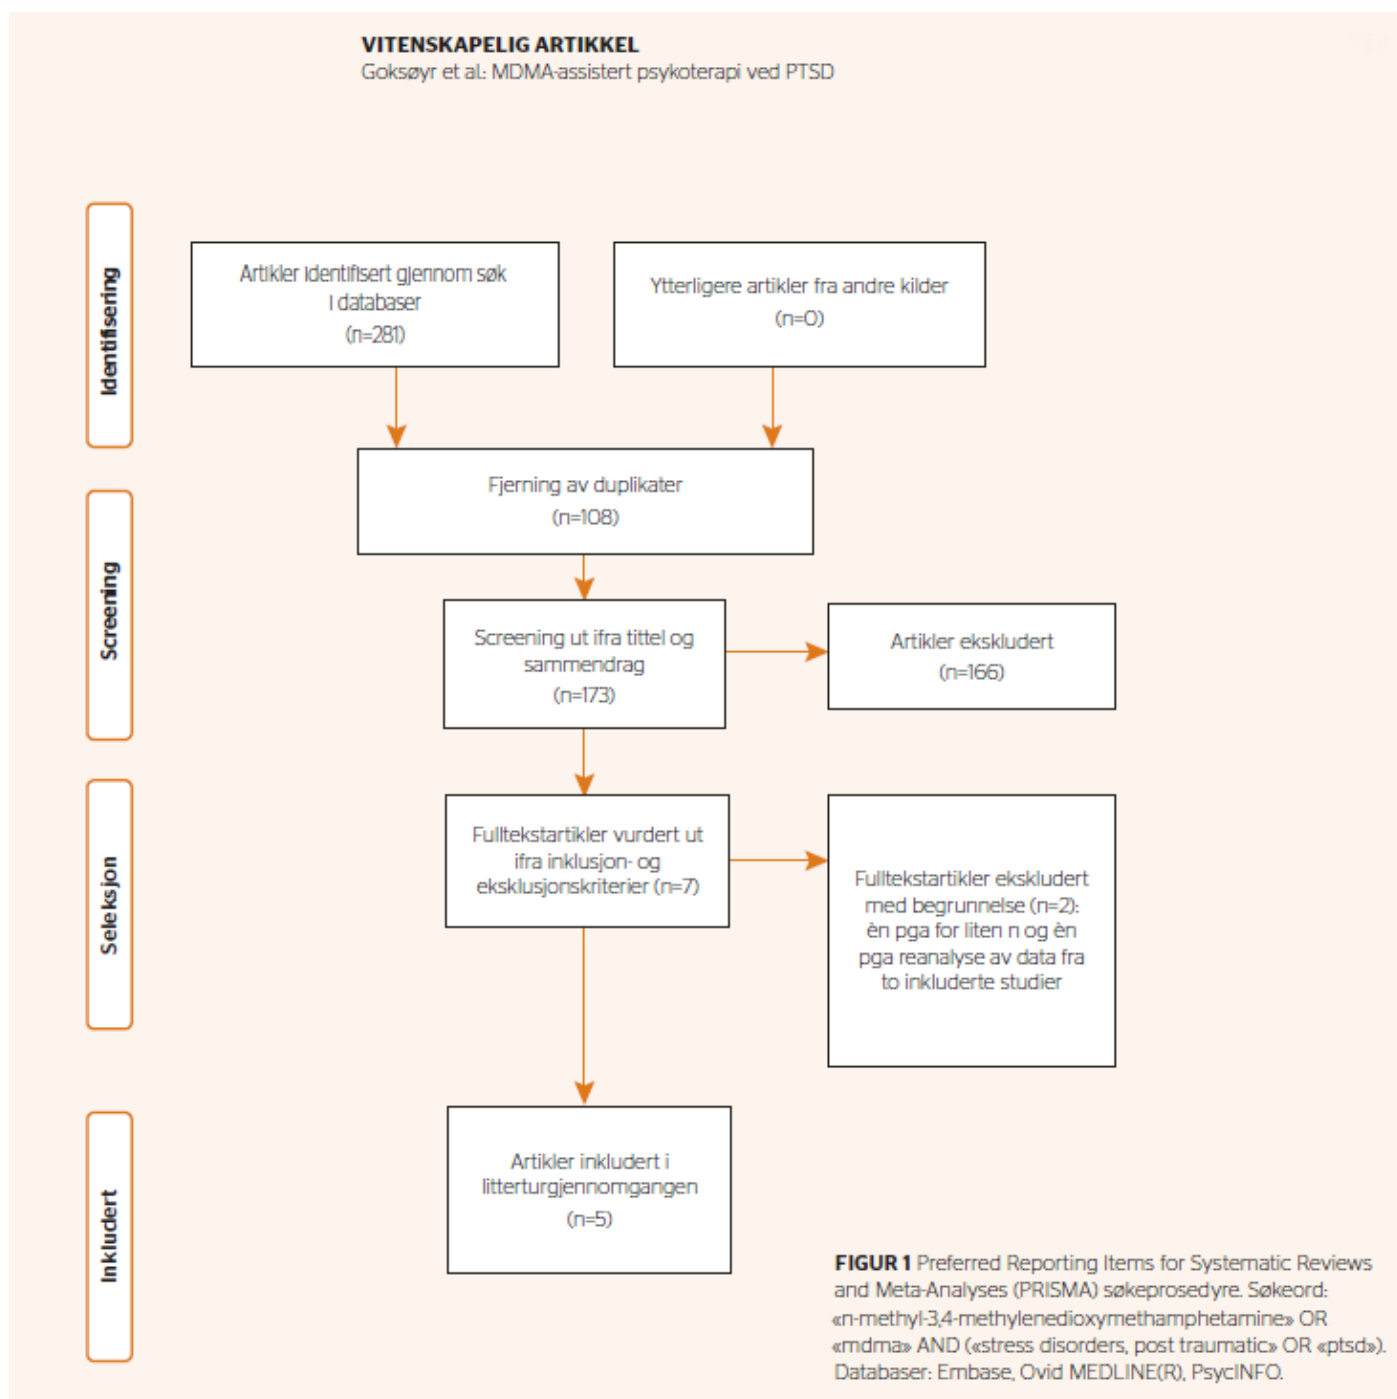 VITENSKAPELIG ARTIKKEL
Goksøyr et al.: MDMA-assistert psykoterapi ved PTSD
Identifisering
Artikler identifisert gjennom søk
i databaser
(n=281)
Ytterligere artikler fra andre kilder
(n=0)
Fjerning av duplikater
(n=108)
Screening
Screening ut ifra tittel og
sammendrag
(n=173)
Artikler ekskludert
(n=166)
Seleksjon
Fulltekstartikler vurdert ut
ifra inklusjon- og
eksklusjonskriterier (n=7)
Fulltekstartikler ekskludert
med begrunnelse (n=2):
èn pga for liten n og èn
pga reanalyse av data fra
to inkluderte studier
Inkludert
Artikler inkludert i
litterturgjennomgangen
(n=5)
FIGUR 1 Preferred Reporting Items for Systematic Reviews
and Meta-Analyses (PRISMA) søkeprosedyre. Søkeord:
«n-methyl-3,4-methylenedioxymethamphetamine» OR
«mdma» AND («stress disorders, post traumatic» OR «ptsd»).
Databaser: Embase, Ovid MEDLINE(R), PsycINFO.